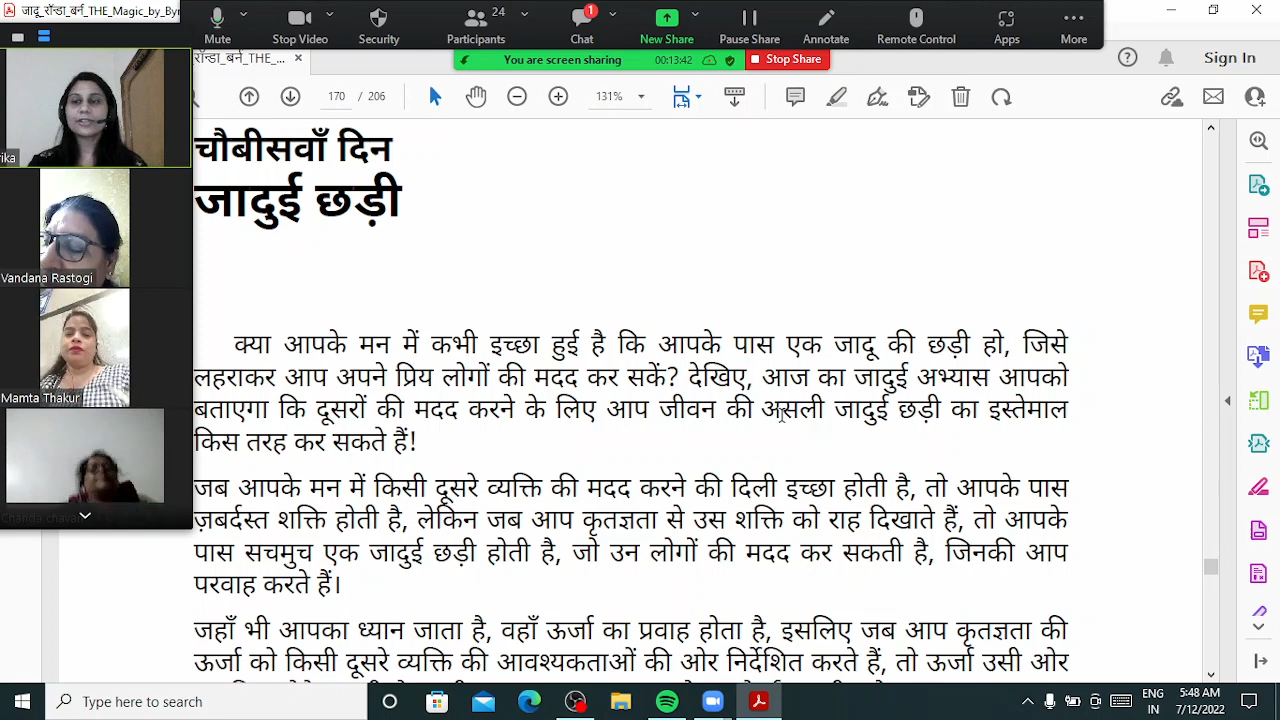 जादू_रॉन्डा_बर्न_THE_Magic_by_By
Mute
Stop Video
Security
24
Participants
1
Chat
New Share
Pause Share
Annotate
Remote Control
Apps
More
You are screen sharing
00:13:42
Stop Share
रॉन्डा_बर्न_THE_...
Sign In
170 / 206
131%
rika
Vandana Rastogi
Mamta Thakur
Chanda chavan
चौबीसवाँ दिन
जादुई छड़ी
क्या आपके मन में कभी इच्छा हुई है कि आपके पास एक जादू की छड़ी हो, जिसे
लहराकर आप अपने प्रिय लोगों की मदद कर सकें? देखिए, आज का जादुई अभ्यास आपको
बताएगा कि दूसरों की मदद करने के लिए आप जीवन की असली जादुई छड़ी का इस्तेमाल
किस तरह कर सकते हैं!
जब आपके मन में किसी दूसरे व्यक्ति की मदद करने की दिली इच्छा होती है, तो आपके पास
ज़बर्दस्त शक्ति होती है, लेकिन जब आप कृतज्ञता से उस शक्ति को राह दिखाते हैं, तो आपके
पास सचमुच एक जादुई छड़ी होती है, जो उन लोगों की मदद कर सकती है, जिनकी आप
परवाह करते हैं।
जहाँ भी आपका ध्यान जाता है, वहाँ ऊर्जा का प्रवाह होता है, इसलिए जब आप कृतज्ञता की
ऊर्जा को किसी दूसरे व्यक्ति की आवश्यकताओं की ओर निर्देशित करते हैं, तो ऊर्जा उसी ओर
Type here to search
ENG
IN
5:48 AM
7/12/2022